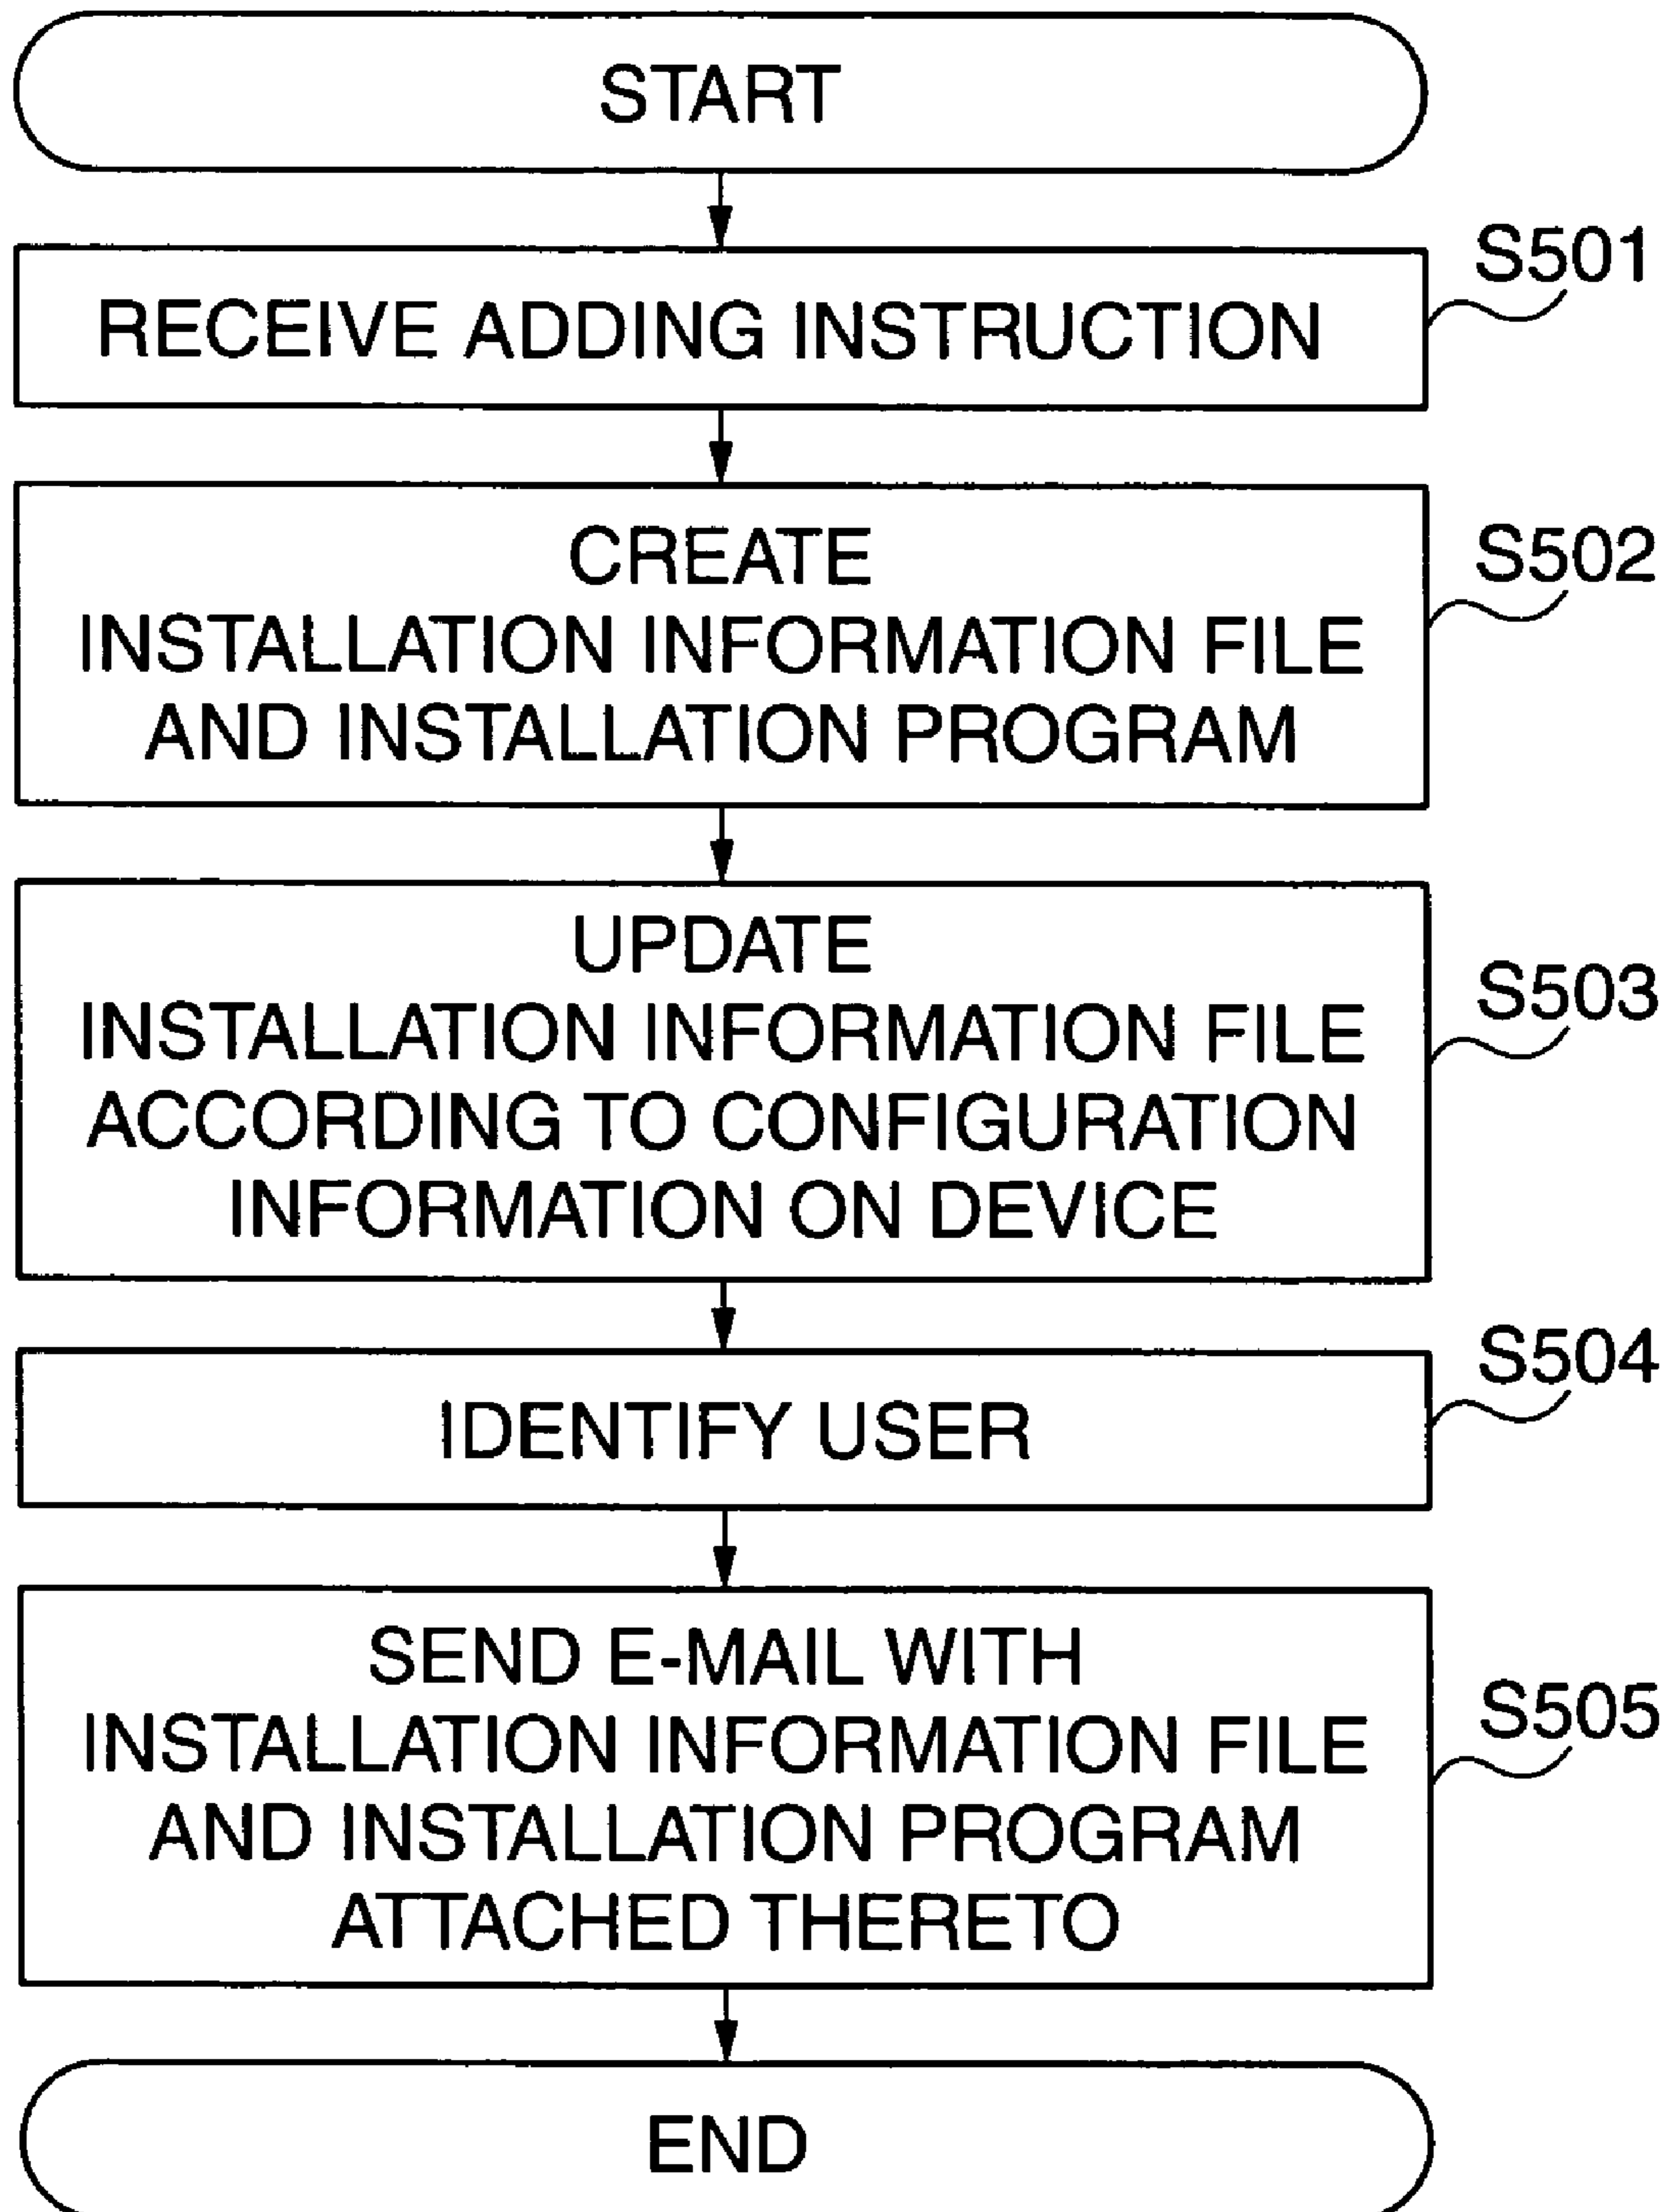 START
S501
RECEIVE ADDING INSTRUCTION
S502
CREATE
INSTALLATION INFORMATION FILE
AND INSTALLATION PROGRAM
S503
UPDATE
INSTALLATION INFORMATION FILE
ACCORDING TO CONFIGURATION
INFORMATION ON DEVICE
S504
IDENTIFY USER
S505
SEND E-MAIL WITH
INSTALLATION INFORMATION FILE
AND INSTALLATION PROGRAM
ATTACHED THERETO
END